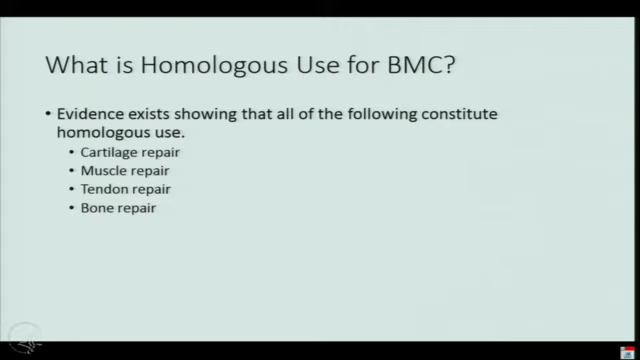 What is Homologous Use for BMC?
• Evidence exists showing that all of the following constitute
homologous use.
• Cartilage repair
• Muscle repair
• Tendon repair
• Bone repair